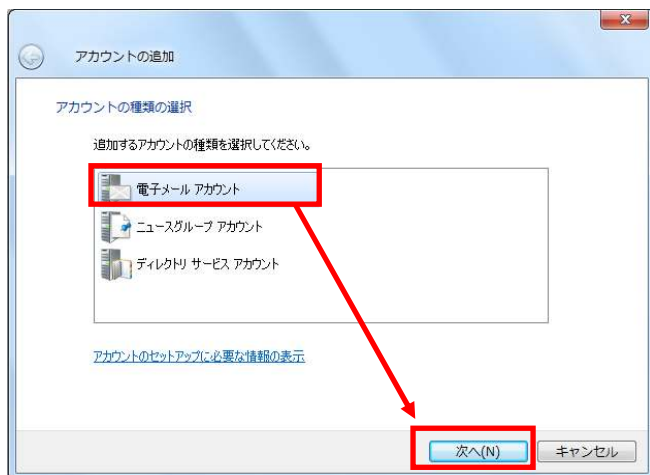 アカウントの追加
アカウントの種類の選択
追加するアカウントの種類を選択してください。
電子メール アカウント
ニュースグループ アカウント
ディレクトリ サービス アカウント
アカウントのセットアップに必要な情報の表示
次へ(N)
キャンセル